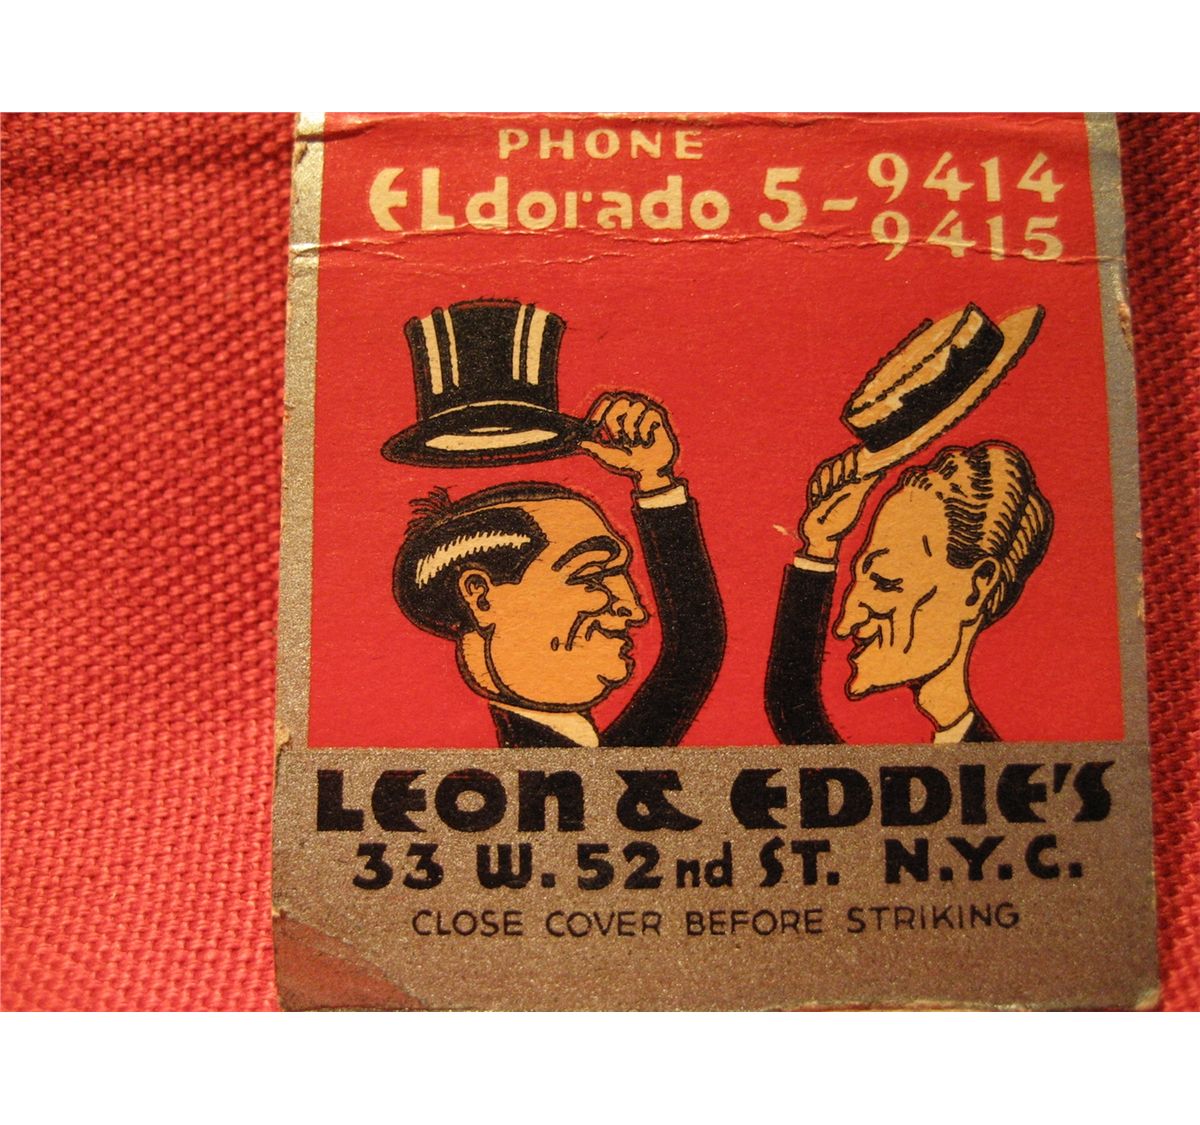 PHONE
ELdorado 5-9414
9415
LEON & EDDIE'S
33 W. 52nd ST. N.Y.C.
CLOSE COVER BEFORE STRIKING